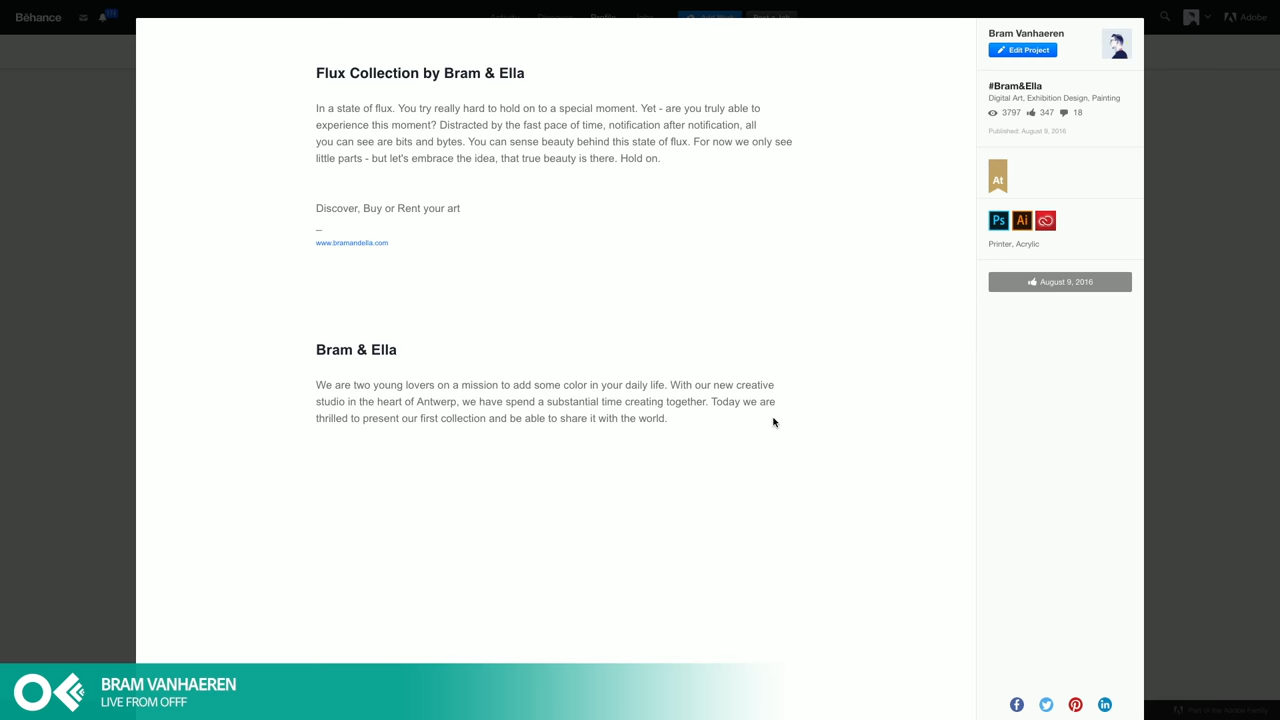 Bēhance
Profile
Adobe
Flux Collection by Bram & Ella
In a state of flux. You try really hard to hold on to a special moment. Yet - are you truly able to
experience this moment? Distracted by the fast pace of time, notification after notification, all
you can see are bits and bytes. You can sense beauty behind this state of flux. For now we only see
little parts - but let's embrace the idea, that true beauty is there. Hold on.
Discover, Buy or Rent your art
_
www.bramandella.com
Bram & Ella
We are two young lovers on a mission to add some color in your daily life. With our new creative
studio in the heart of Antwerp, we have spend a substantial time creating together. Today we are
thrilled to present our first collection and be able to share it with the world.
Bram Vanhaeren
Edit Project
#Bram&Ella
Digital Art, Exhibition Design, Painting
3797 347 18
Published: August 9, 2016
At
Ps Ai
Printer, Acrylic
August 9, 2016
BRAM VANHAEREN
LIVE FROM OFFF
Part of the Adobe Family